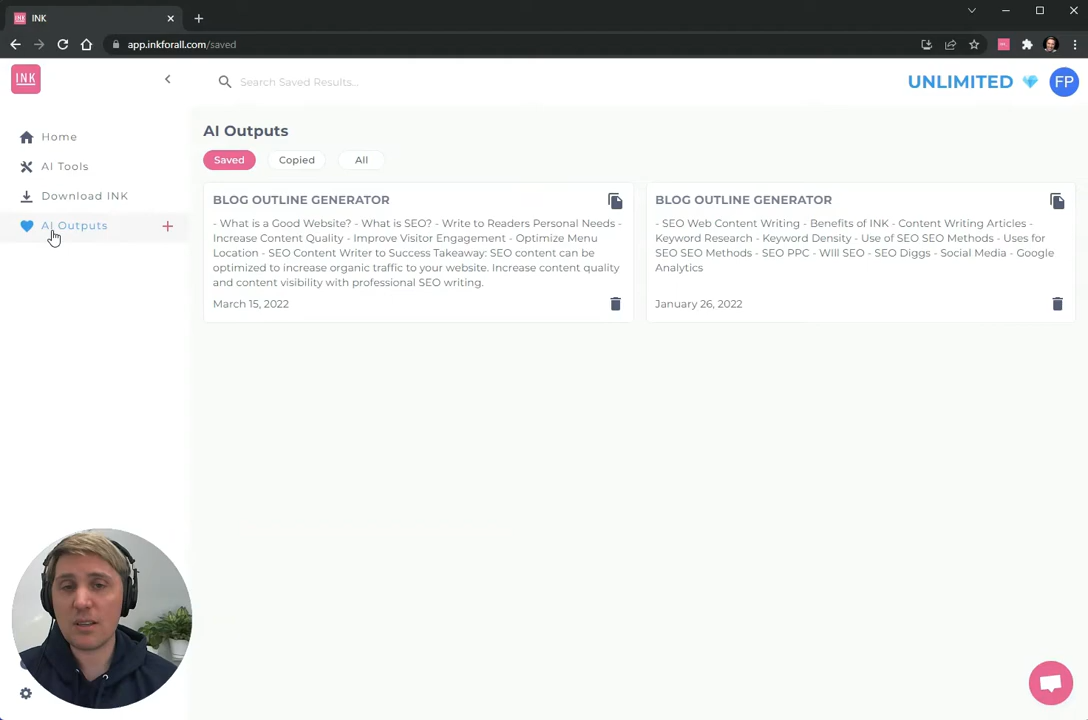 INK
app.inkforall.com/saved
INK
Search Saved Results...
UNLIMITED
FP
Home
AI Tools
Download INK
AI Outputs
AI Outputs
Saved
Copied
All
BLOG OUTLINE GENERATOR
- What is a Good Website? - What is SEO? - Write to Readers Personal Needs -
Increase Content Quality - Improve Visitor Engagement - Optimize Menu
Location - SEO Content Writer to Success Takeaway: SEO content can be
optimized to increase organic traffic to your website. Increase content quality
and content visibility with professional SEO writing.
March 15, 2022
BLOG OUTLINE GENERATOR
- SEO Web Content Writing - Benefits of INK - Content Writing Articles -
Keyword Research - Keyword Density - Use of SEO Methods - Uses for
SEO SEO Methods - SEO PPC - WIll SEO - SEO Diggs - Social Media - Google
Analytics
January 26, 2022